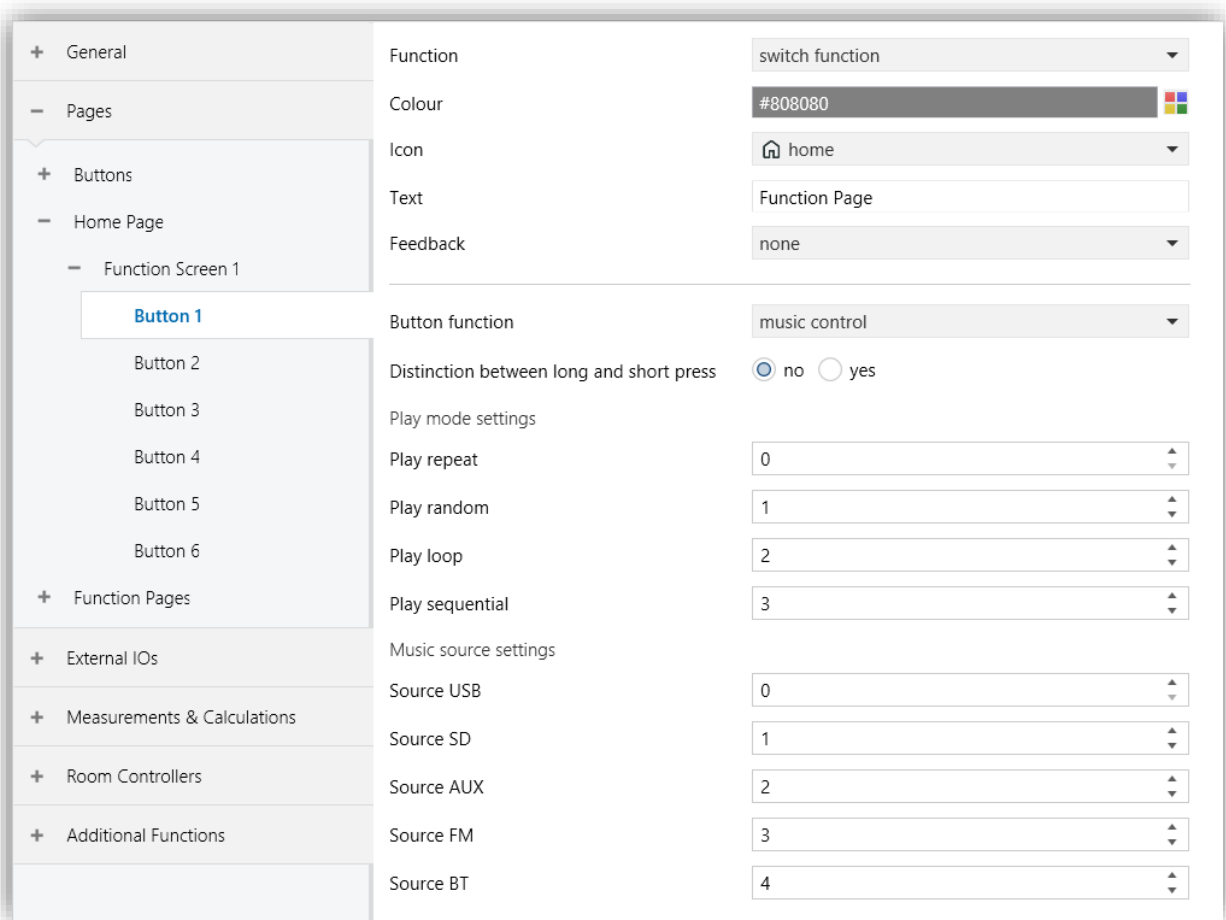 General
Pages
Buttons
Home Page
Function Screen 1
Button 1
Button 2
Button 3
Button 4
Button 5
Button 6
Function Pages
External IOs
Measurements & Calculations
Room Controllers
Additional Functions
Function switch function
Colour #808080
Icon home
Text Function Page
Feedback none
Button function music control
Distinction between long and short press no yes
Play mode settings
Play repeat 0
Play random 1
Play loop 2
Play sequential 3
Music source settings
Source USB 0
Source SD 1
Source AUX 2
Source FM 3
Source BT 4